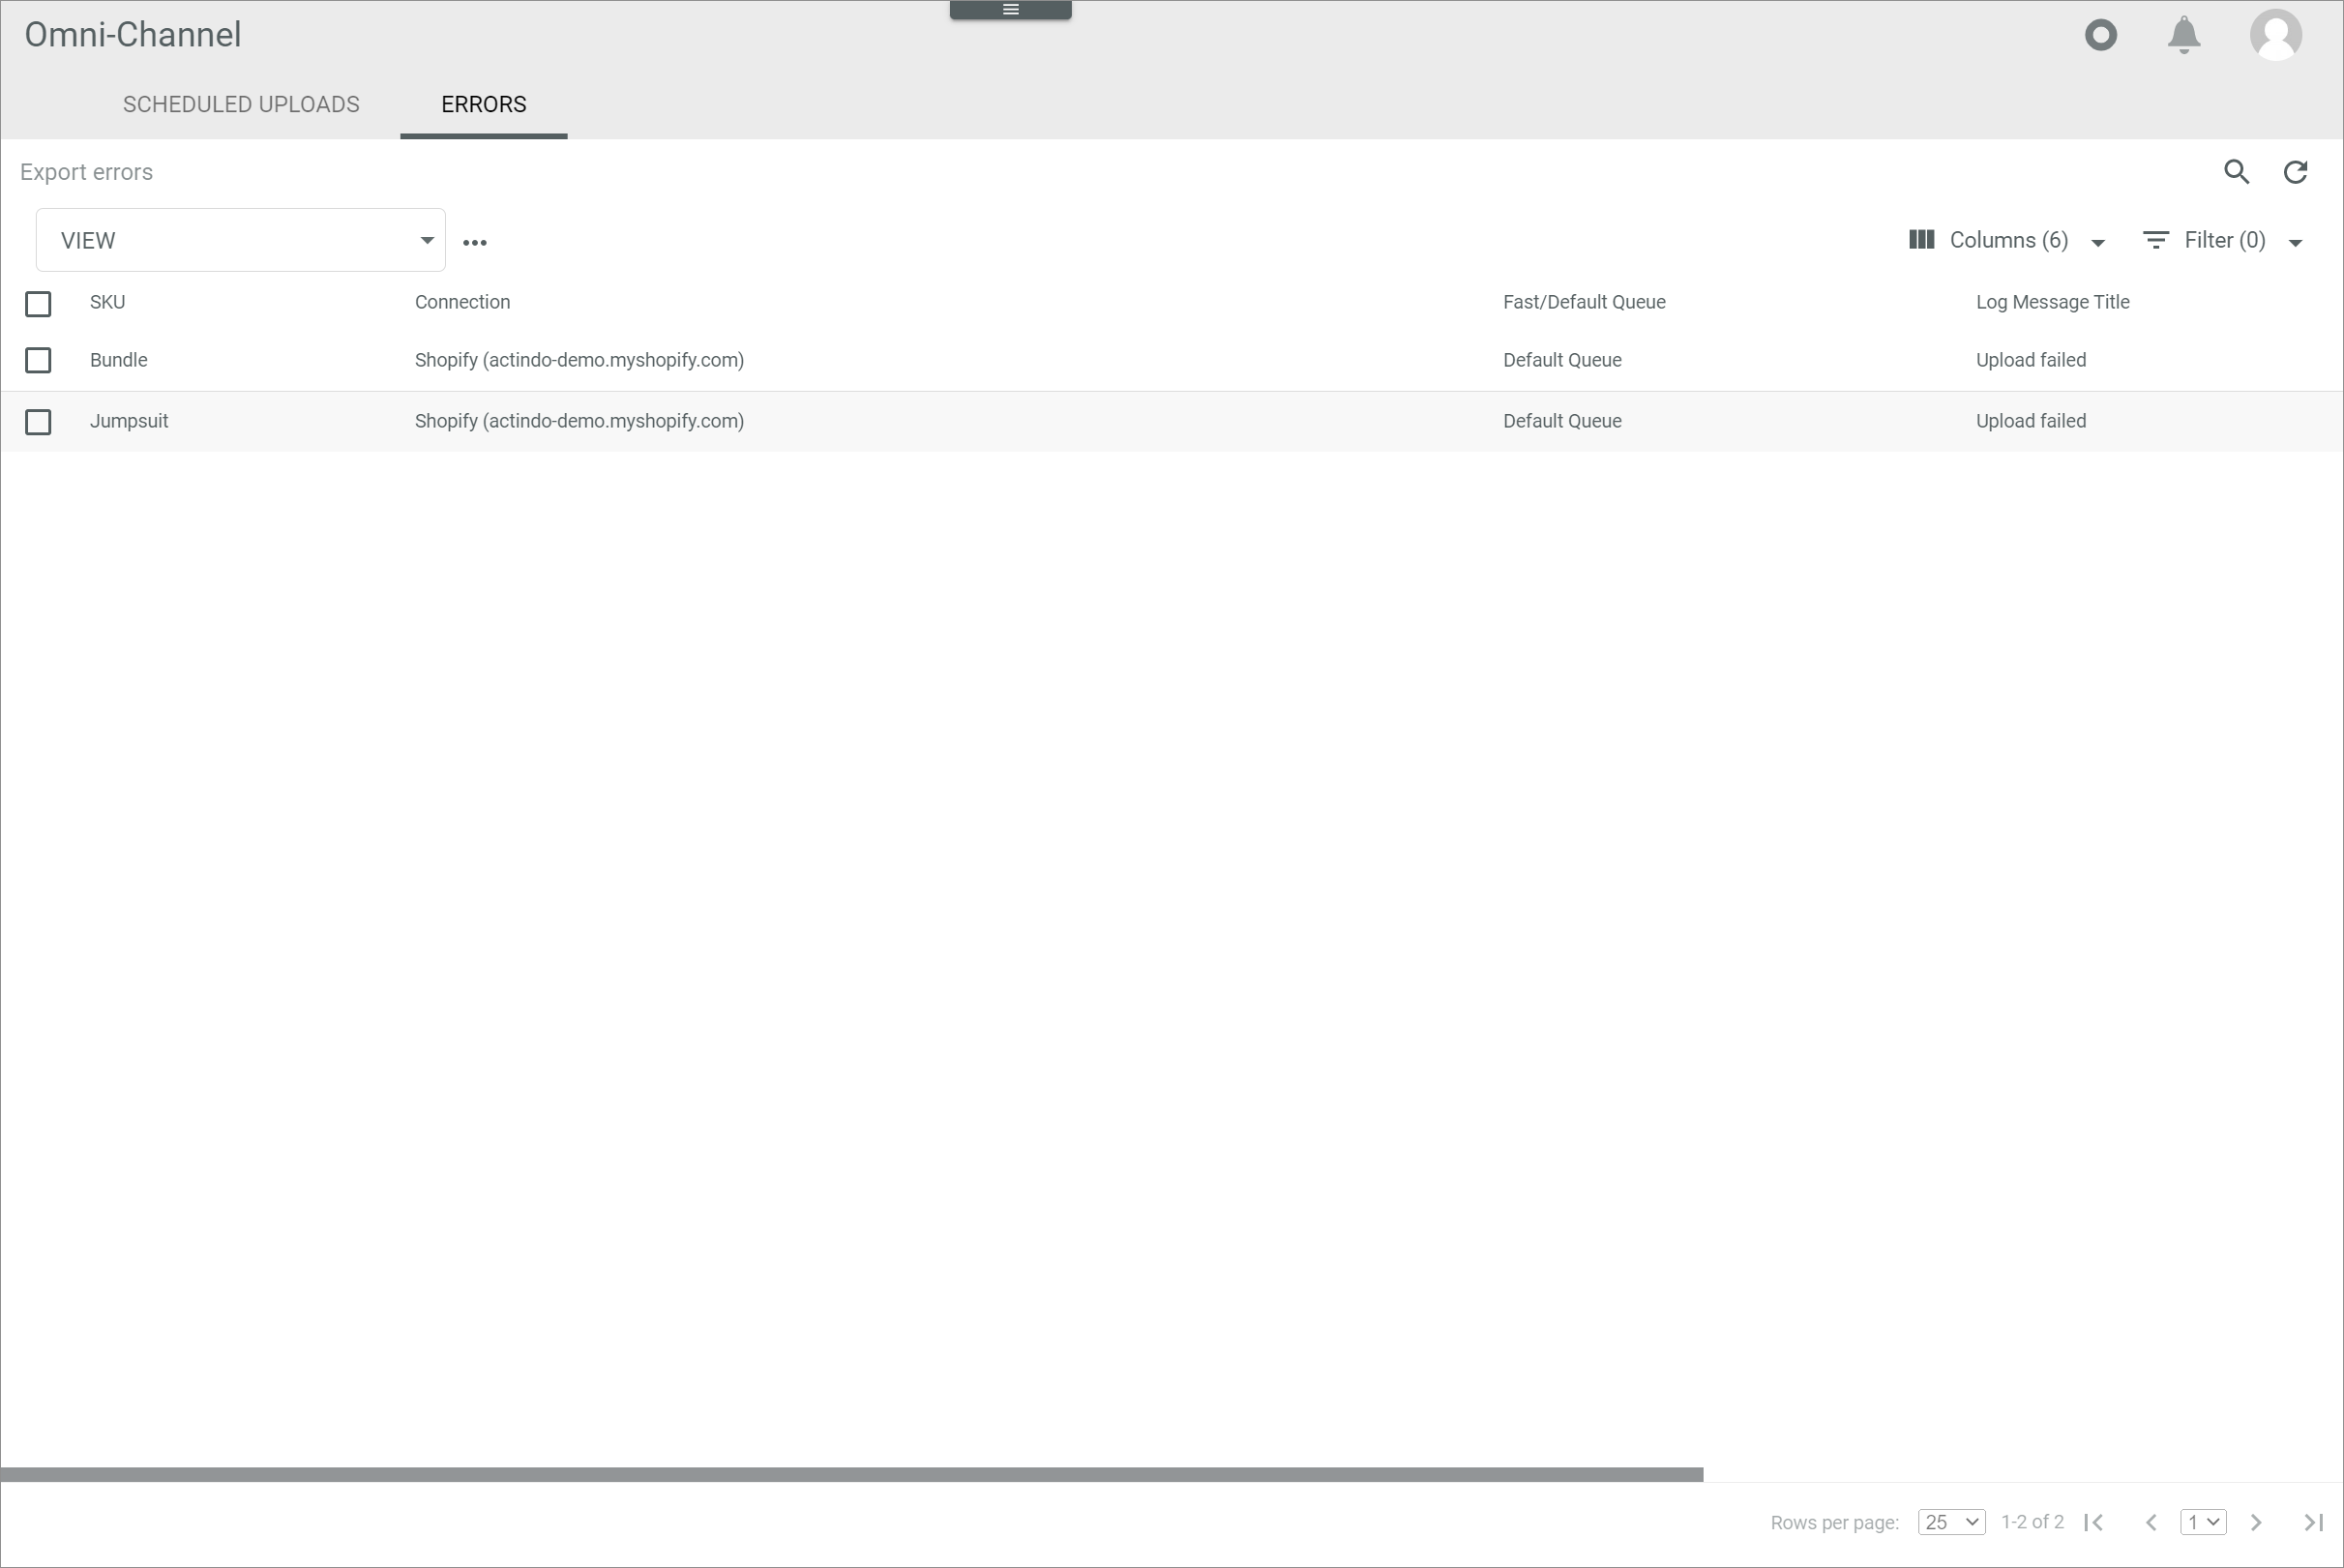 Omni-Channel
SCHEDULED UPLOADS ERRORS
Export errors
VIEW Columns (6) Filter (0)
SKU Connection Fast/Default Queue Log Message Title
Bundle Shopify (actindo-demo.myshopify.com) Default Queue Upload failed
Jumpsuit Shopify (actindo-demo.myshopify.com) Default Queue Upload failed
Rows per page: 25 1-2 of 2 1